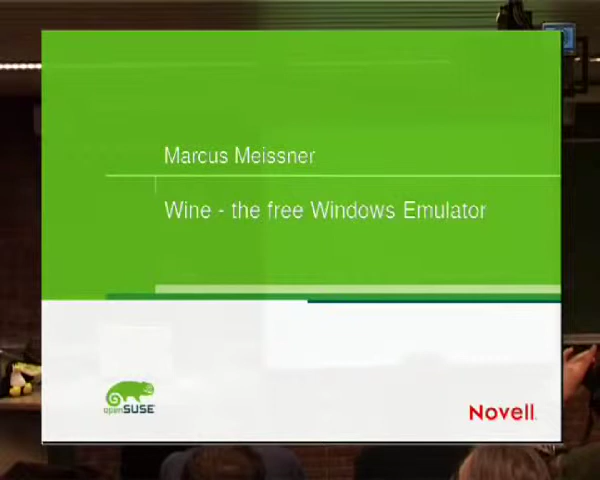 Marcus Meissner
Wine - the free Windows Emulator
openSUSE
Novell.